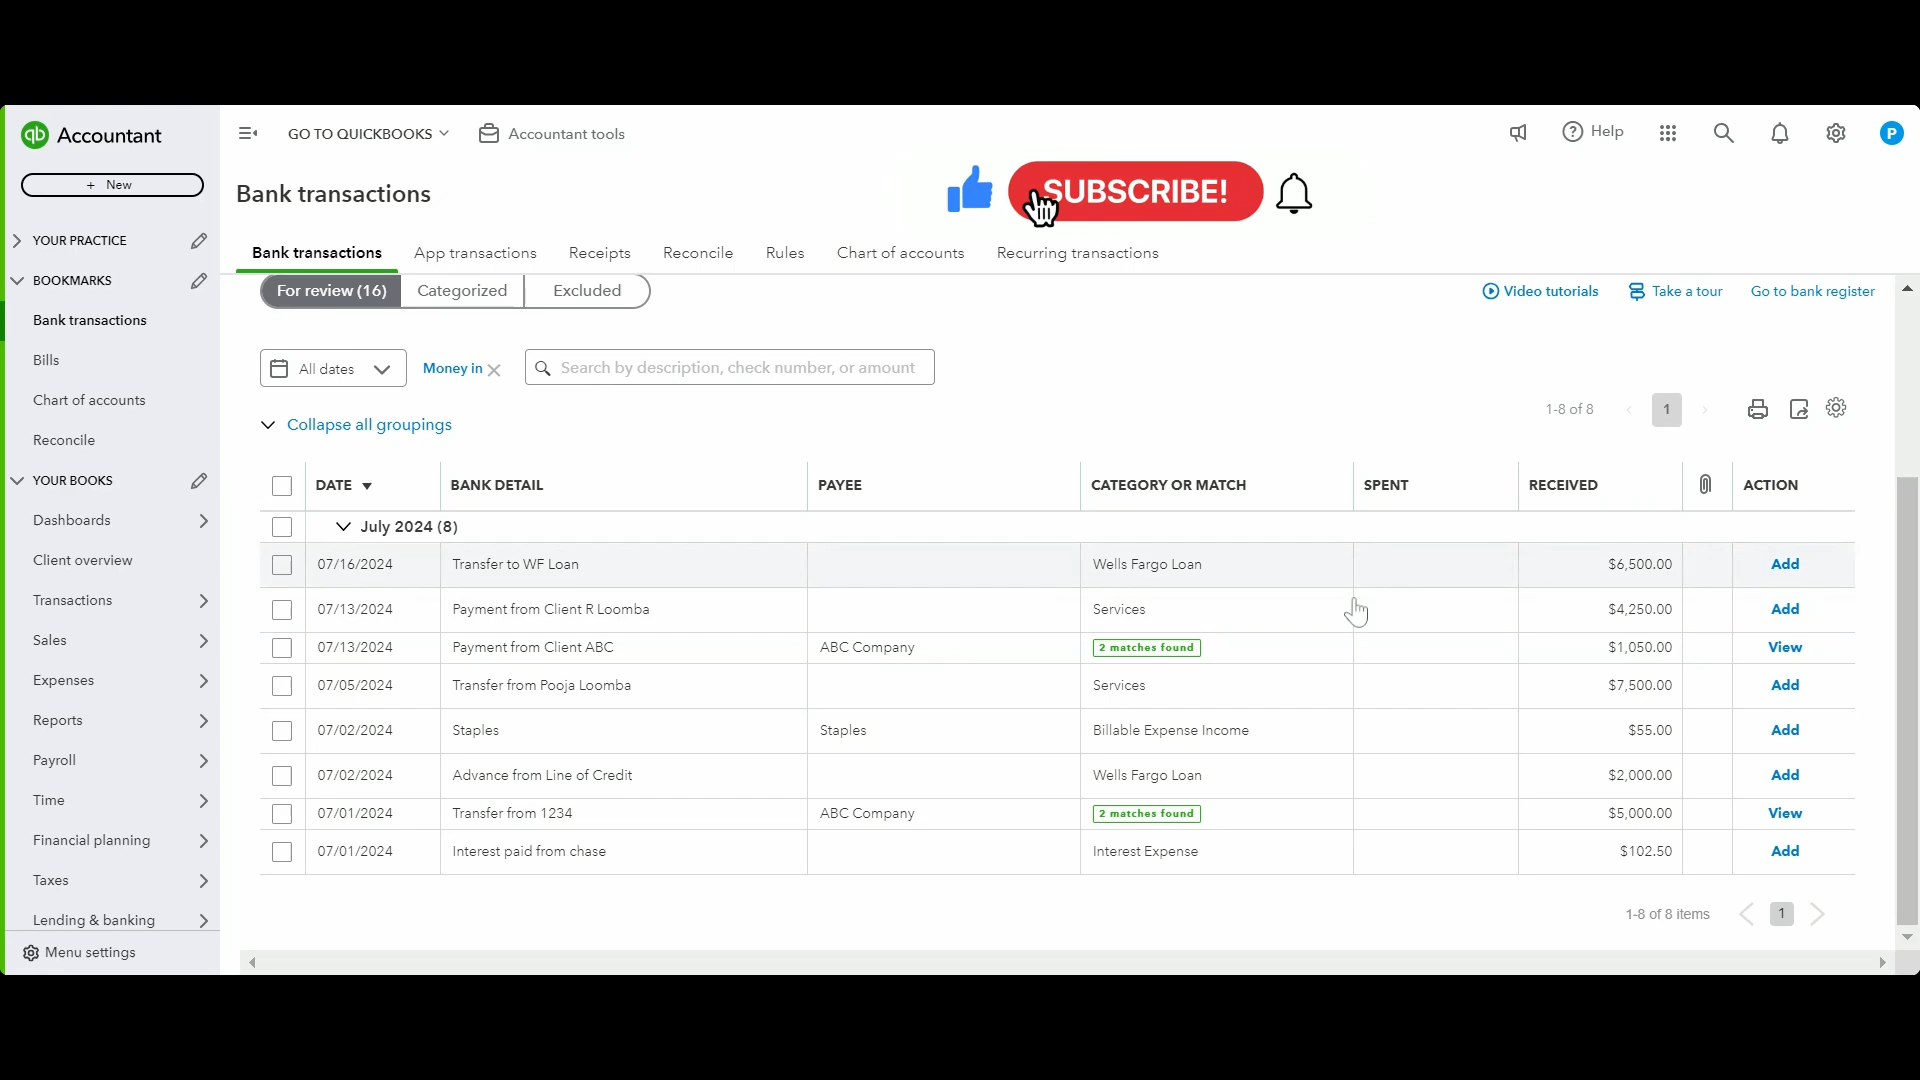 qb Accountant
GO TO QUICKBOOKS
Accountant tools
Help
P
+ New
Bank transactions
SUBSCRIBE!
YOUR PRACTICE
BOOKMARKS
Bank transactions
Bills
Chart of accounts
Reconcile
YOUR BOOKS
Dashboards
Client overview
Transactions
Sales
Expenses
Reports
Payroll
Time
Financial planning
Taxes
Lending & banking
Menu settings
Bank transactions App transactions Receipts Reconcile Rules Chart of accounts Recurring transactions
For review (16) Categorized Excluded
Video tutorials Take a tour Go to bank register
All dates Money in Search by description, check number, or amount
1-8 of 8 1
Collapse all groupings
DATE BANK DETAIL PAYEE CATEGORY OR MATCH SPENT RECEIVED ACTION
July 2024 (8)
07/16/2024 Transfer to WF Loan Wells Fargo Loan $6,500.00 Add
07/13/2024 Payment from Client R Loomba Services $4,250.00 Add
07/13/2024 Payment from Client ABC ABC Company 2 matches found $1,050.00 View
07/05/2024 Transfer from Pooja Loomba Services $7,500.00 Add
07/02/2024 Staples Staples Billable Expense Income $55.00 Add
07/02/2024 Advance from Line of Credit Wells Fargo Loan $2,000.00 Add
07/01/2024 Transfer from 1234 ABC Company 2 matches found $5,000.00 View
07/01/2024 Interest paid from chase Interest Expense $102.50 Add
1-8 of 8 items 1